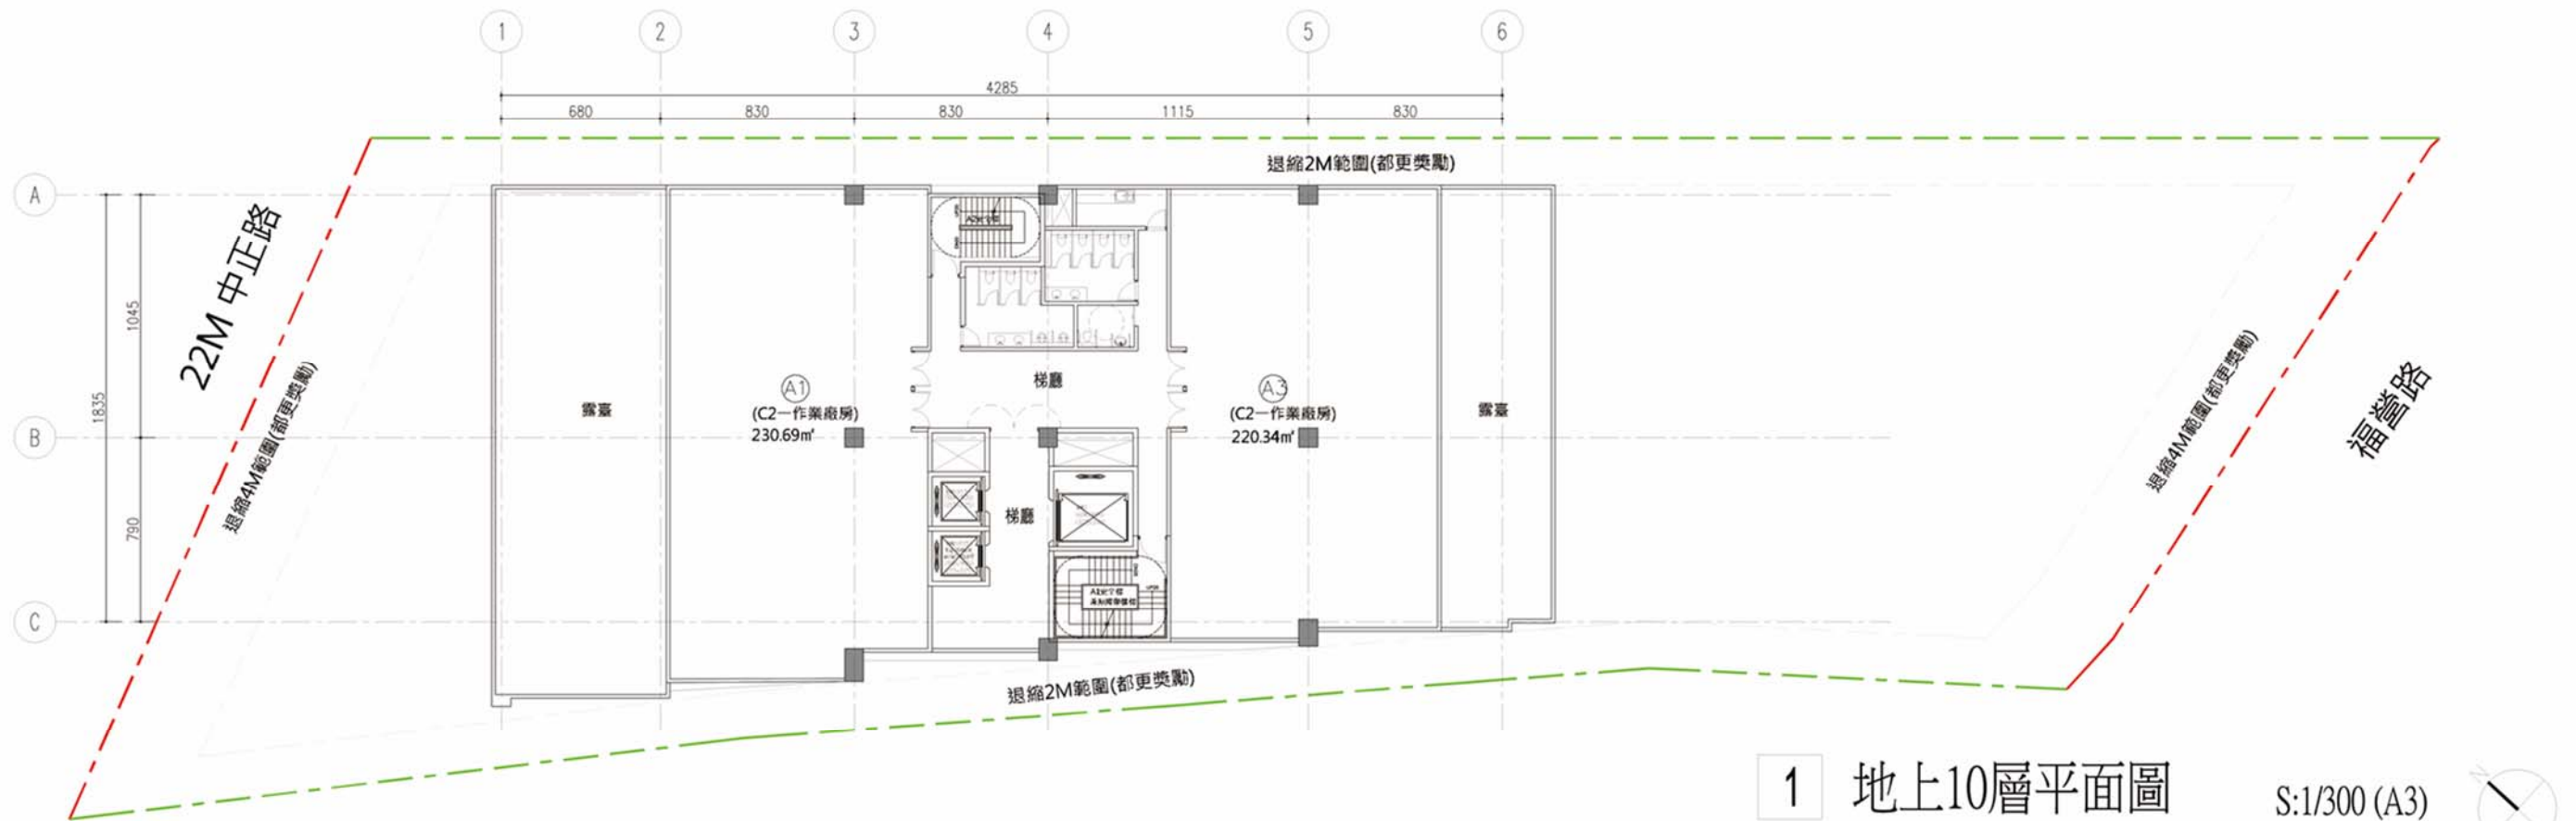 1 2 3 4 5 6
4285
680 830 830 1115 830
退縮2M範圍(都更獎勵)
A
22M 中正路
退縮4M範圍(都更獎勵)
1045
1835
790
B
C
露臺
A1
(C2一作業廠房)
230.69㎡
梯廳
梯廳
A3
(C2一作業廠房)
220.34㎡
露臺
退縮4M範圍(都更獎勵)
福營路
退縮2M範圍(都更獎勵)
1 地上10層平面圖 S:1/300 (A3)
N